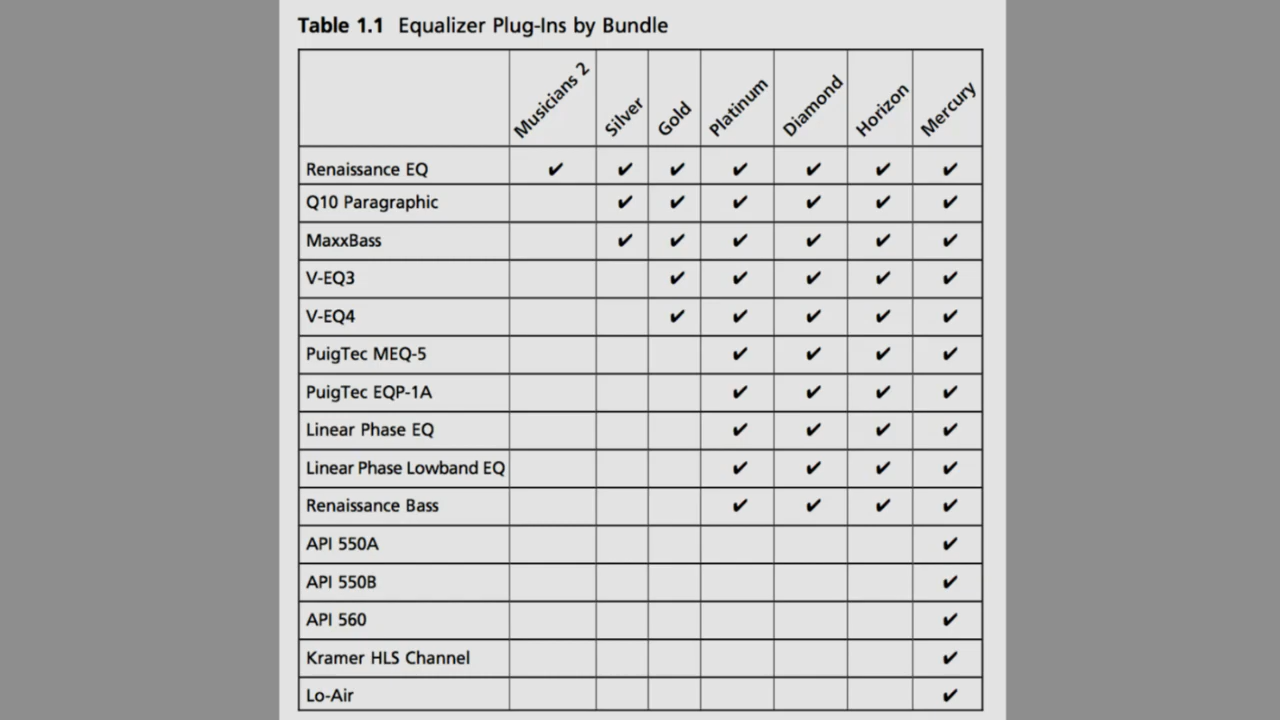 Table 1.1 Equalizer Plug-Ins by Bundle
Musicians 2 Silver Gold Platinum Diamond Horizon Mercury
Renaissance EQ ✔ ✔ ✔ ✔ ✔ ✔ ✔
Q10 Paragraphic ✔ ✔ ✔ ✔ ✔ ✔
MaxxBass ✔ ✔ ✔ ✔ ✔ ✔
V-EQ3 ✔ ✔ ✔ ✔ ✔
V-EQ4 ✔ ✔ ✔ ✔ ✔
PuigTec MEQ-5 ✔ ✔ ✔ ✔
PuigTec EQP-1A ✔ ✔ ✔ ✔
Linear Phase EQ ✔ ✔ ✔ ✔
Linear Phase Lowband EQ ✔ ✔ ✔ ✔
Renaissance Bass ✔ ✔ ✔ ✔
API 550A ✔
API 550B ✔
API 560 ✔
Kramer HLS Channel ✔
Lo-Air ✔